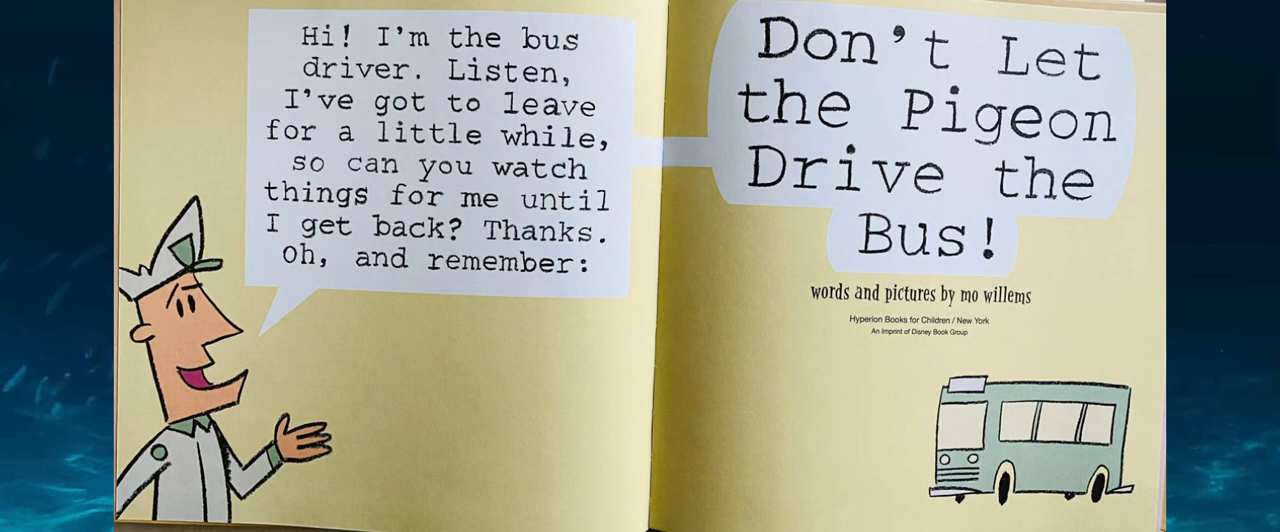 Hi! I'm the bus
driver. Listen,
I've got to leave
for a little while,
so can you watch
things for me until
I get back? Thanks.
Oh, and remember:
Don't Let
the Pigeon
Drive the
Bus!
words and pictures by mo willems
Hyperion Books for Children / New York
An Imprint of Disney Book Group